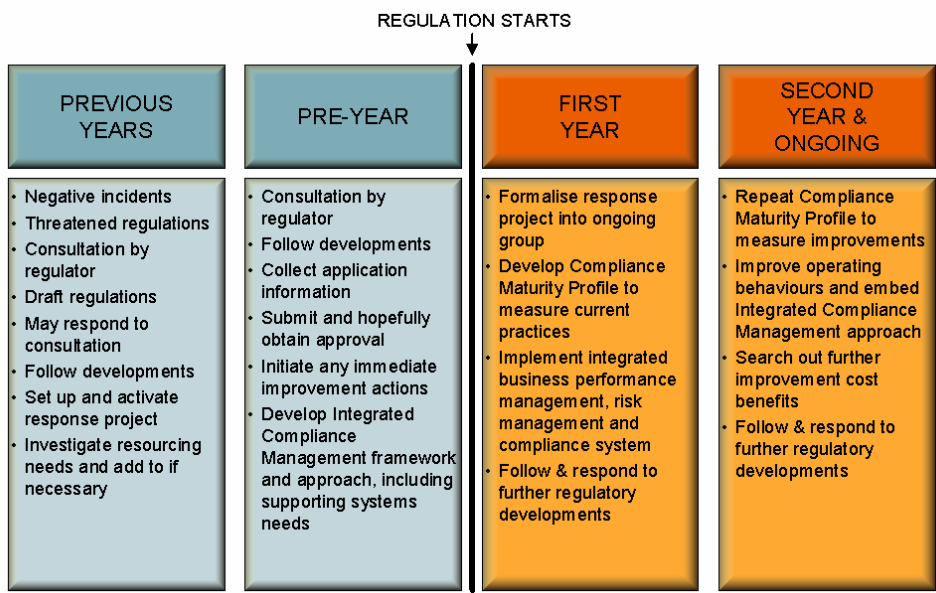 REGULATION STARTS
PREVIOUS
YEARS
• Negative incidents
• Threatened regulations
• Consultation by
regulator
• Draft regulations
• May respond to
consultation
• Follow developments
• Set up and activate
response project
• Investigate resourcing
needs and add to if
necessary
PRE-YEAR
• Consultation by
regulator
• Follow developments
• Collect application
information
• Submit and hopefully
obtain approval
• Initiate any immediate
improvement actions
• Develop Integrated
Compliance
Management framework
and approach, including
supporting systems
needs
FIRST
YEAR
• Formalise response
project into ongoing
group
• Develop Compliance
Maturity Profile to
measure current
practices
• Implement integrated
business performance
management, risk
management and
compliance system
• Follow & respond to
further regulatory
developments
SECOND
YEAR &
ONGOING
• Repeat Compliance
Maturity Profile to
measure improvements
• Improve operating
behaviours and embed
Integrated Compliance
Management approach
• Search out further
improvement cost
benefits
• Follow & respond to
further regulatory
developments